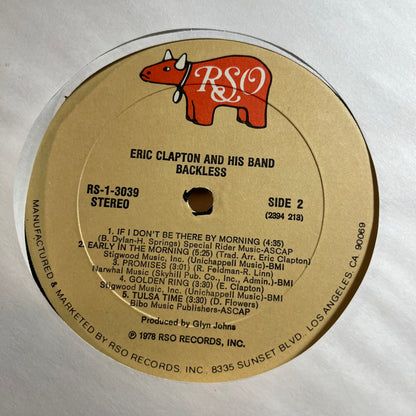 RSO
ERIC CLAPTON AND HIS BAND
BACKLESS
RS-1-3039
STEREO
SIDE 2
(2394 213)
1. IF I DON'T BE THERE BY MORNING (4:35)
(B. Dylan-H. Springs) Special Rider Music-ASCAP
2. EARLY IN THE MORNING (5:25) (Trad. Arr. Eric Clapton)
Stigwood Music, Inc. (Unichappell Music)-BMI
3. PROMISES (3:01) (R. Feldman-R. Linn)
Narwhal Music (Skyhill Pub. Co., Inc., Admin.)-BMI
4. GOLDEN RING (3:30) (E. Clapton)
Stigwood Music, Inc. (Unichappell Music)-BMI
5. TULSA TIME (3:30) (D. Flowers)
Bibo Music Publishers-ASCAP
Produced by Glyn Johns
℗ 1978 RSO RECORDS, INC.
MANUFACTURED & MARKETED BY RSO RECORDS, INC. 8335 SUNSET BLVD. LOS ANGELES, CA 90069